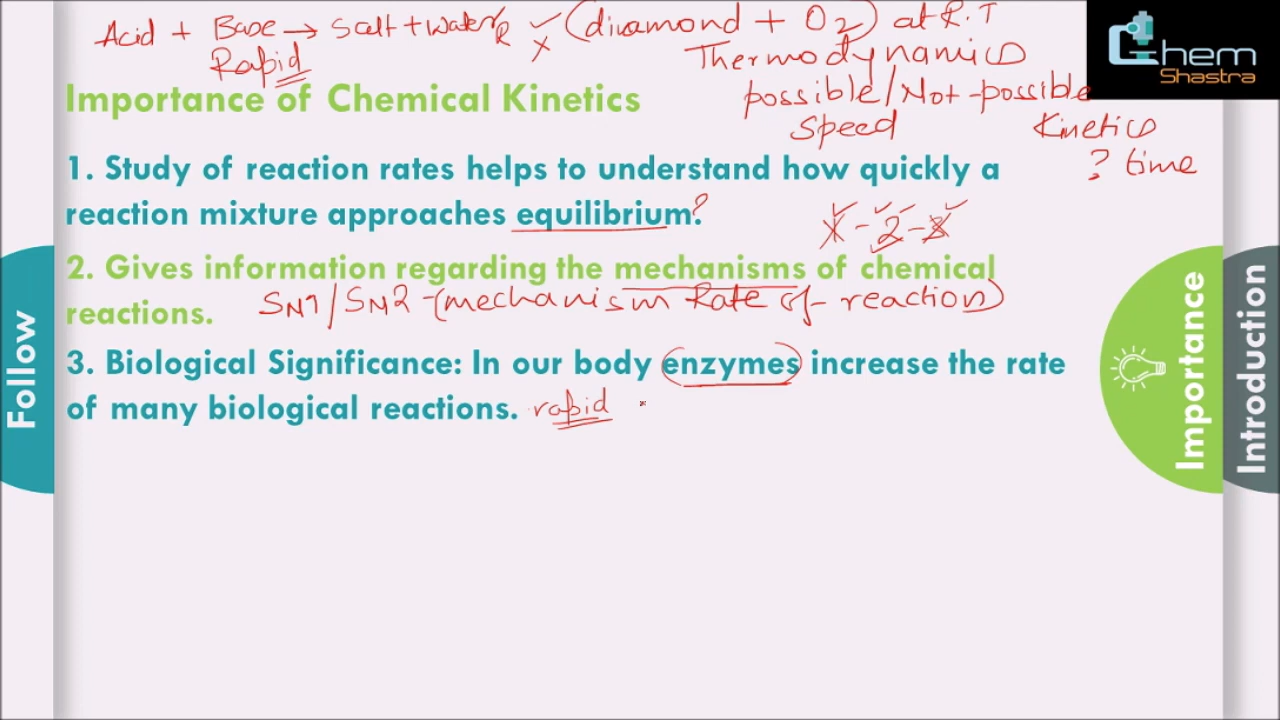 Acid + Base → Salt + water
Rapid
R ✓
x
(diamond + O2) at R.T
Thermodynamics
possible/Not-possible
Speed
Kinetics
? time
Chem
Shastra
Importance of Chemical Kinetics
1. Study of reaction rates helps to understand how quickly a
reaction mixture approaches equilibrium.?
1 - 2 - 3
2. Gives information regarding the mechanisms of chemical
reactions.
SN1/SN2 - (mechanism Rate of reaction)
3. Biological Significance: In our body enzymes increase the rate
of many biological reactions. rapid
Follow
Importance
Introduction